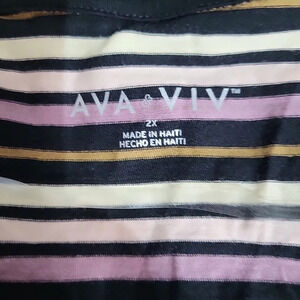 AVA & VIV™
2X
MADE IN HAITI
HECHO EN HAITI